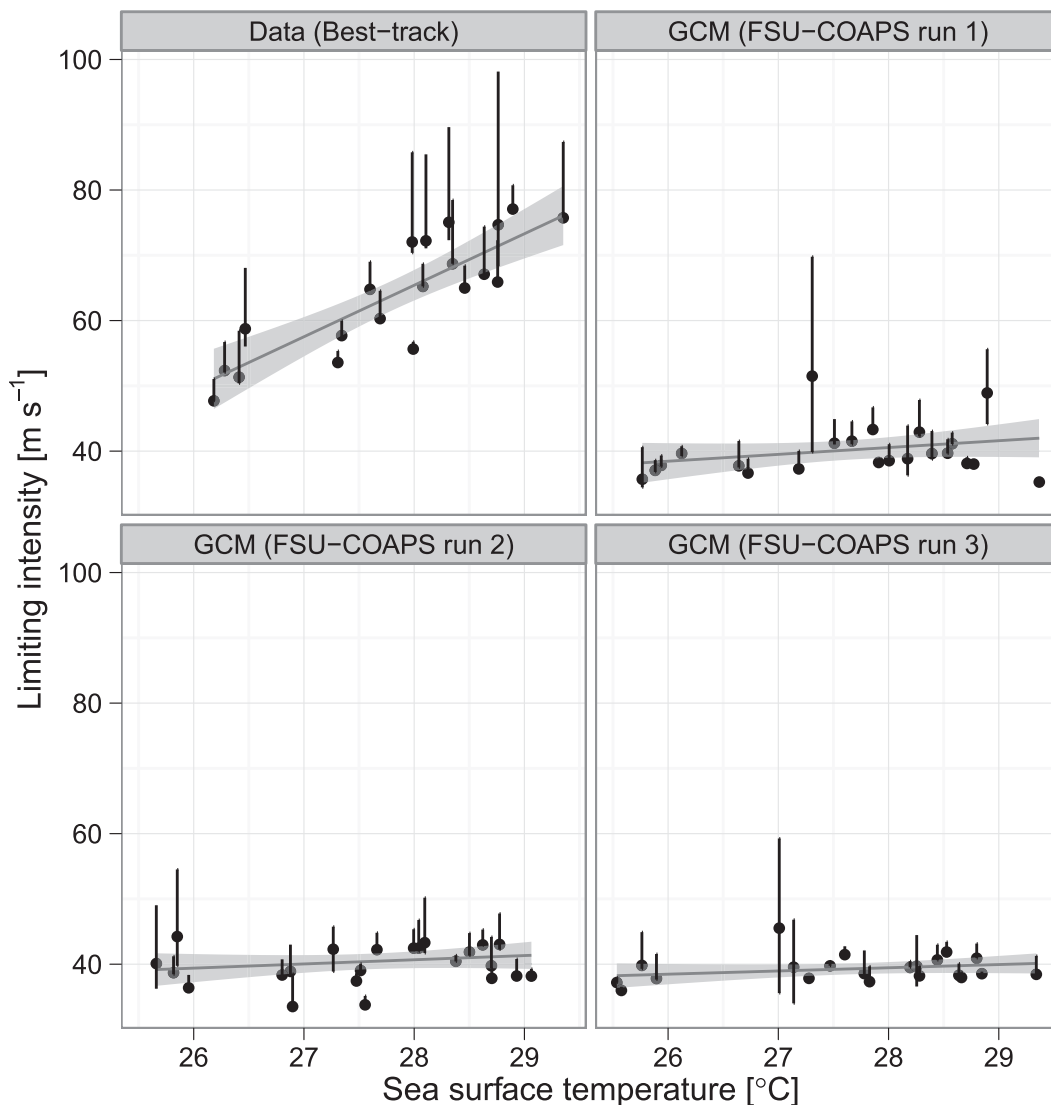 Data (Best−track)
GCM (FSU−COAPS run 1)
100
80
60
40
GCM (FSU−COAPS run 2)
GCM (FSU−COAPS run 3)
100
80
60
40
26
27
28
29
26
27
28
29
Limiting intensity [m s⁻¹]
Sea surface temperature [°C]